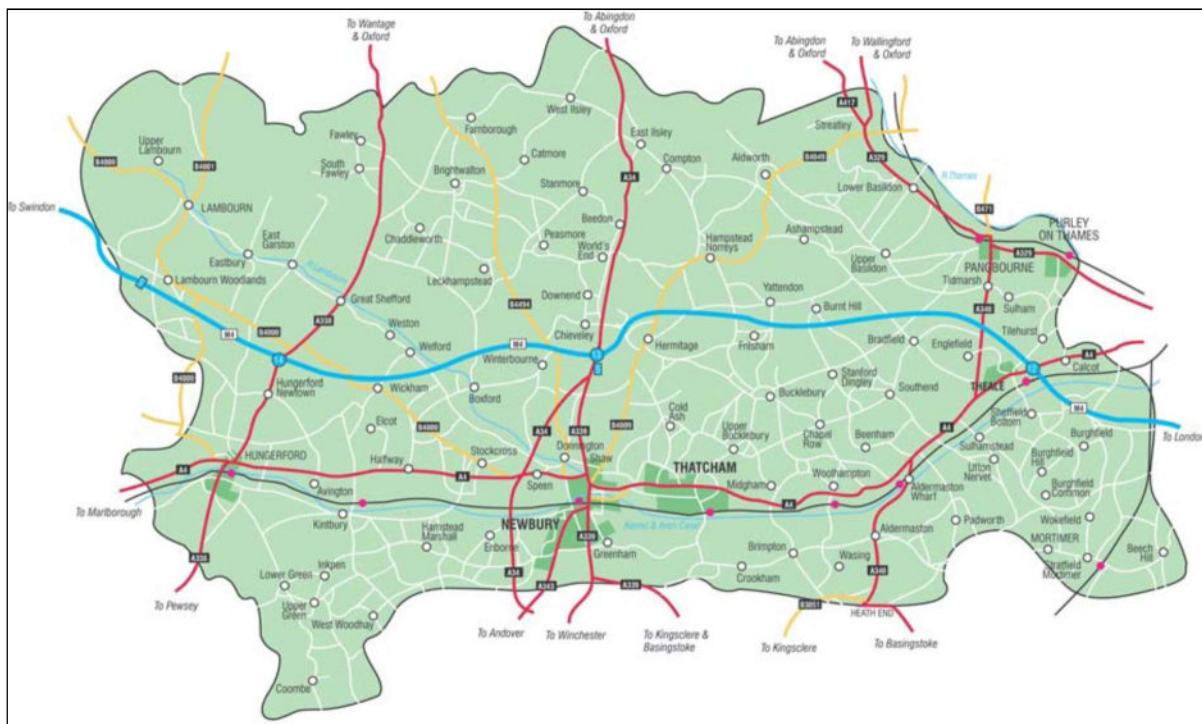 To Wantage
& Oxford
To Abingdon
& Oxford
To Abingdon
& Oxford
To Wallingford
& Oxford
A417
West Ilsley
Streatley
Farnborough
Fawley
East Ilsley
B4009
Upper
Lambourn
B4000
B4001
Catmore
Compton
Aldworth
A329
South
Fawley
Brightwalton
A34
R.Thames
Stanmore
Lower Basildon
To Swindon
LAMBOURN
B471
Beedon
PURLEY
ON THAMES
East
Garston
Chaddleworth
Peasmore
Ashampstead
World's
End
Hampstead
Norreys
Upper
Basildon
A329
Eastbury
R.Lambourn
PANGBOURNE
Lambourn Woodlands
Leckhampstead
Tidmarsh
Downend
Yattendon
Sulham
Great Shefford
B4494
Burnt Hill
A338
A340
B4000
Chieveley
Tilehurst
M4
Weston
Welford
M4
Winterbourne
13
Hermitage
Frilsham
Bradfield
Englefield
A4
14
Calcot
12
B4000
Hungerford
Newtown
Wickham
Boxford
Stanford
Dingley
Bucklebury
Southend
THEALE
M4
Elcot
B4000
A34
A339
B4009
Cold
Ash
Sheffield
Bottom
To London
Upper
Bucklebury
Chapel
Row
Beenham
A4
Sulhamstead
Burghfield
HUNGERFORD
Stockcross
Donnington
Shaw
A4
Halfway
A4
THATCHAM
Woolhampton
Ufton
Nervet
Burghfield
Hill
Speen
Midgham
Aldermaston
Wharf
Burghfield
Common
To Marlborough
Avington
A4
Kintbury
Hamstead
Marshall
NEWBURY
Kennet & Avon Canal
Aldermaston
Padworth
Wokefield
Enborne
A339
Greenham
Brimpton
Wasing
MORTIMER
Beech
Hill
A338
Inkpen
Lower Green
A34
A343
A339
Crookham
A340
Stratfield
Mortimer
To Pewsey
Upper
Green
B3051
HEATH END
West Woodhay
To Andover
To Winchester
To Kingsclere &
Basingstoke
To Kingsclere
To Basingstoke
Coombe